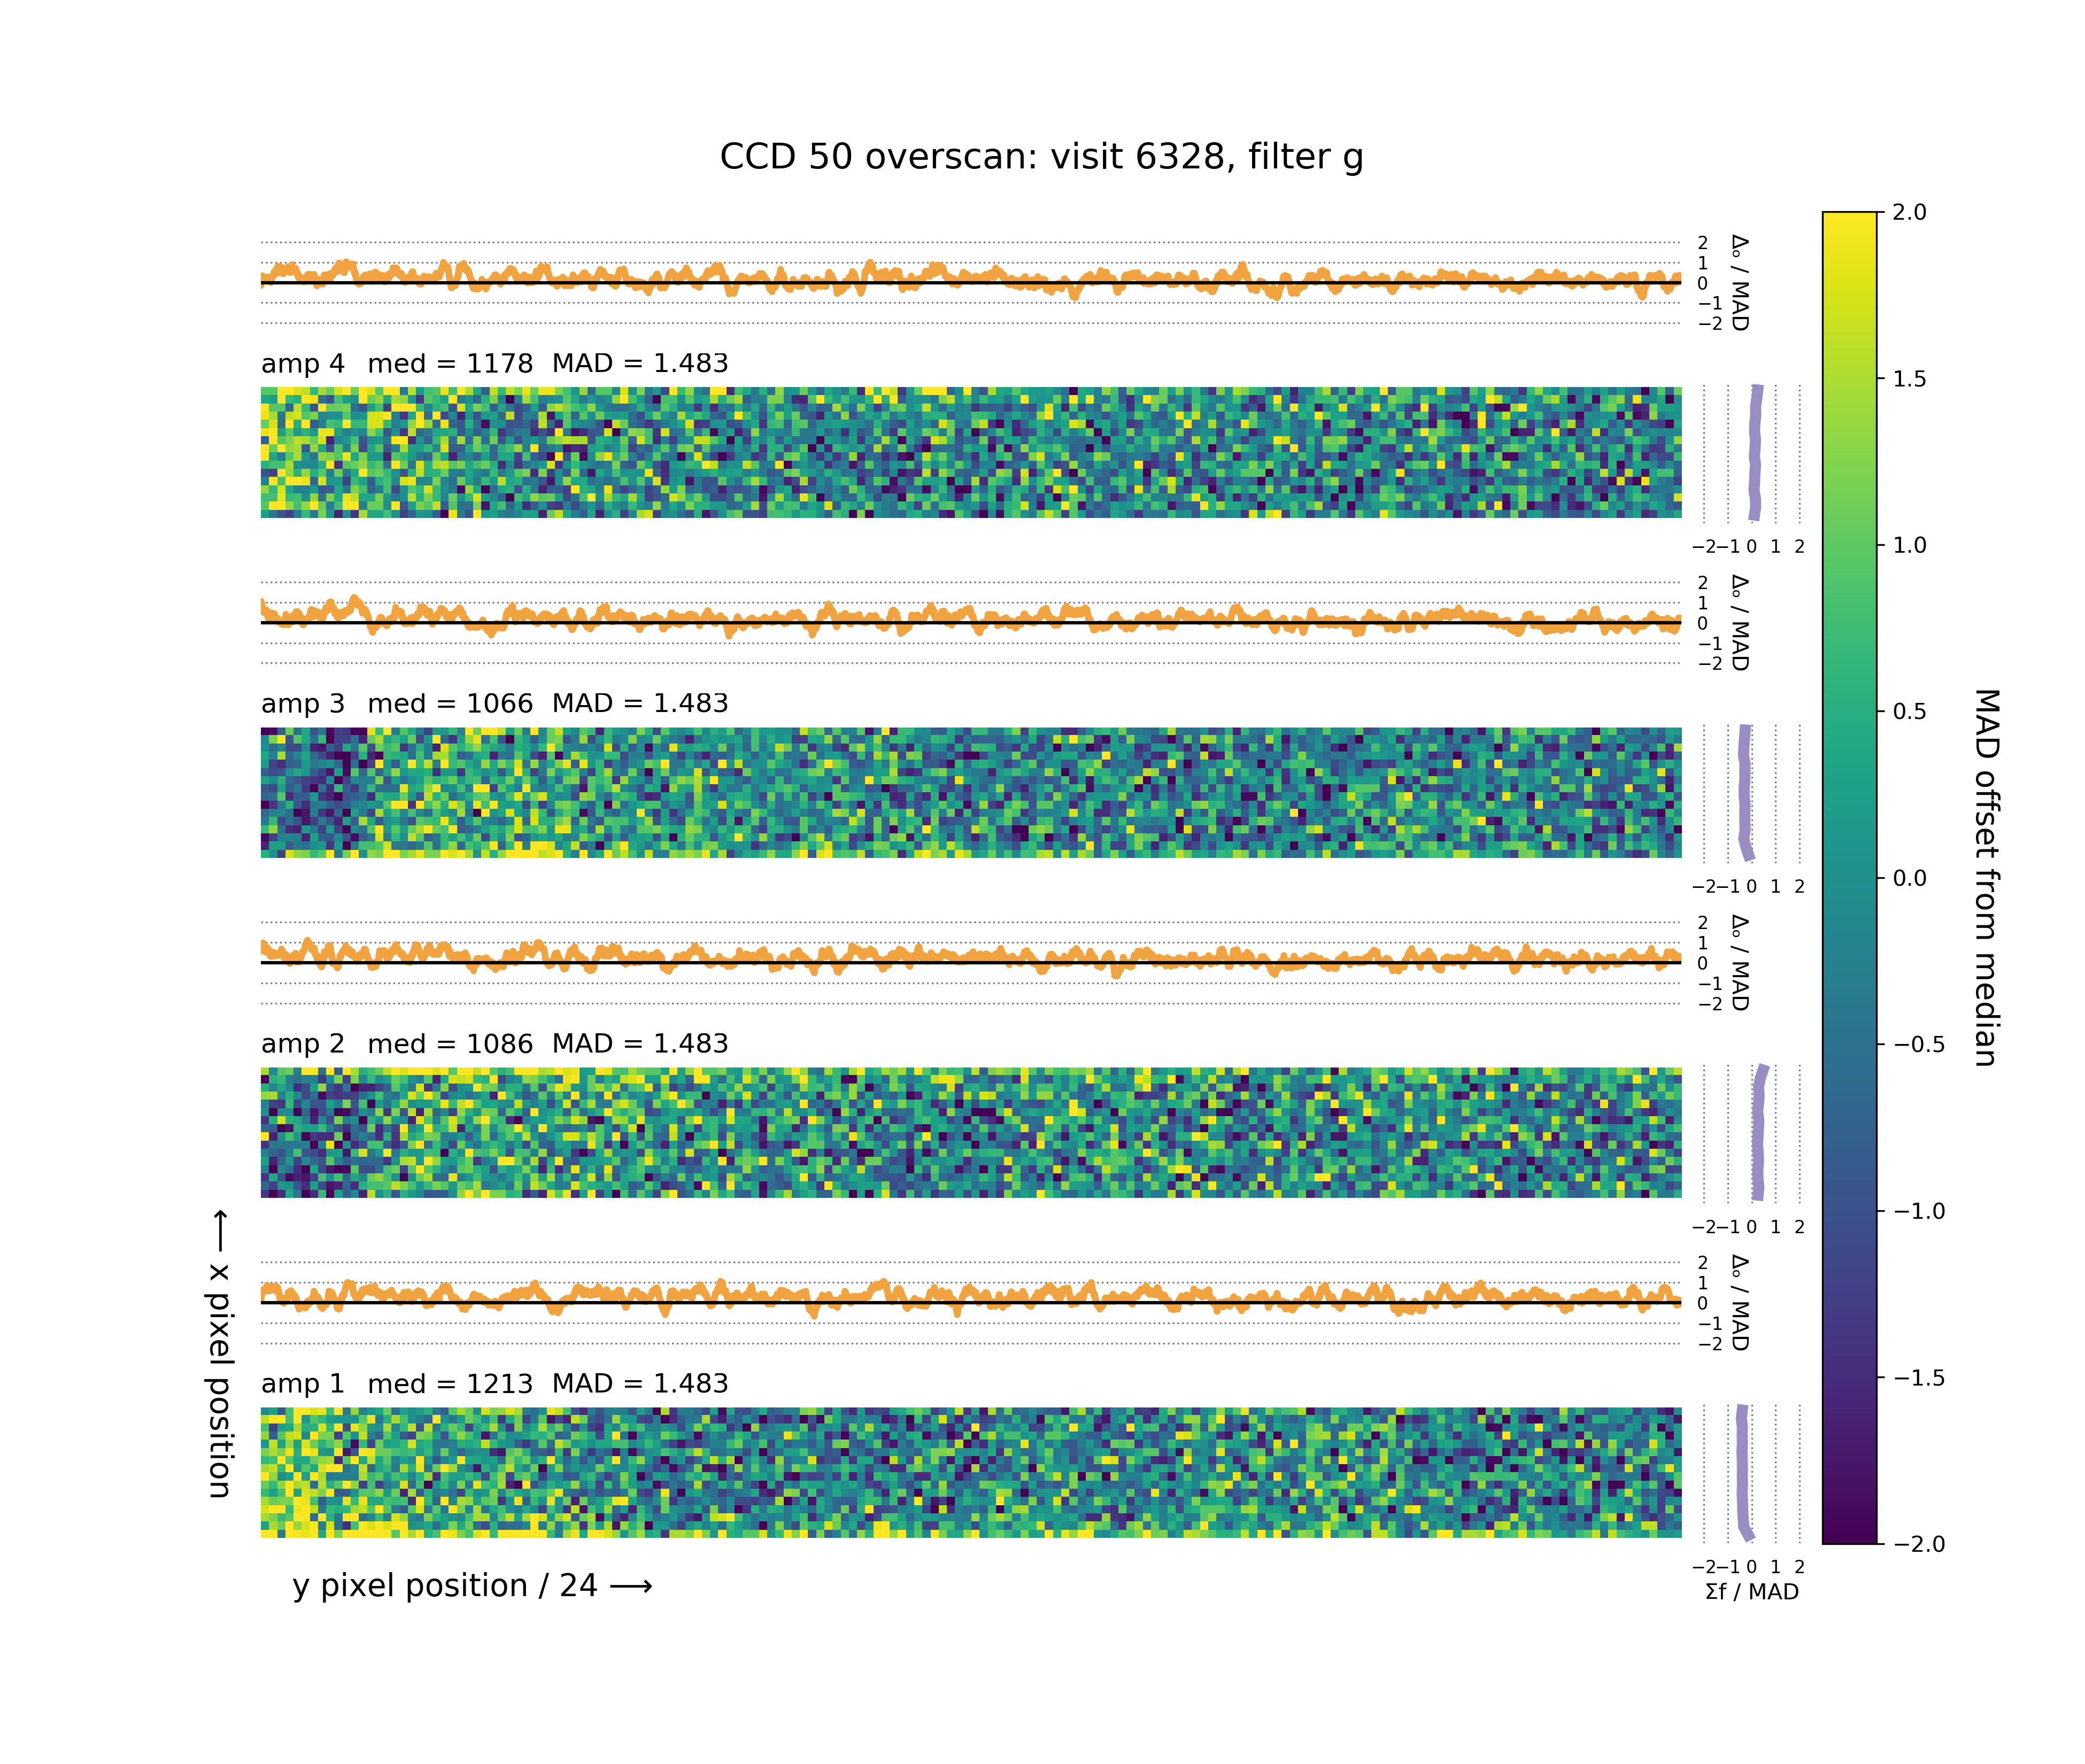 CCD 50 overscan: visit 6328, filter g
2
1
0
−1
−2
Δₒ / MAD
amp 4 med = 1178 MAD = 1.483
−2 −1 0 1 2
2
1
0
−1
−2
Δₒ / MAD
amp 3 med = 1066 MAD = 1.483
−2 −1 0 1 2
2
1
0
−1
−2
Δₒ / MAD
amp 2 med = 1086 MAD = 1.483
−2 −1 0 1 2
2
1
0
−1
−2
Δₒ / MAD
amp 1 med = 1213 MAD = 1.483
−2 −1 0 1 2
Σf / MAD
y pixel position / 24 ⟶
⟵ x pixel position
2.0
1.5
1.0
0.5
0.0
−0.5
−1.0
−1.5
−2.0
MAD offset from median